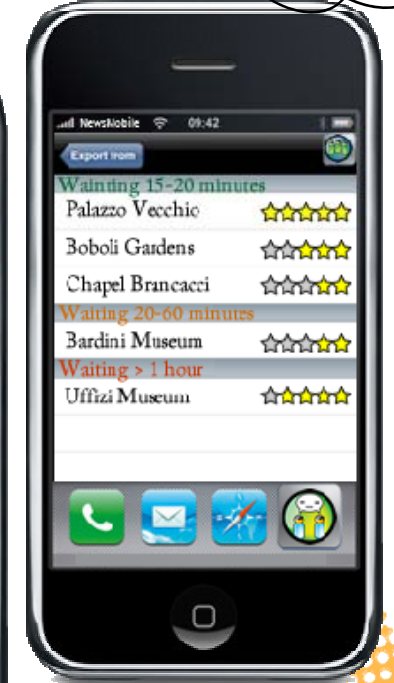 NewsMobile 09:42
Export from
Wainting 15-20 minutes
Palazzo Vecchio
Boboli Gardens
Chapel Brancacci
Waiting 20-60 minutes
Bardini Museum
Waiting > 1 hour
Uffizi Museum